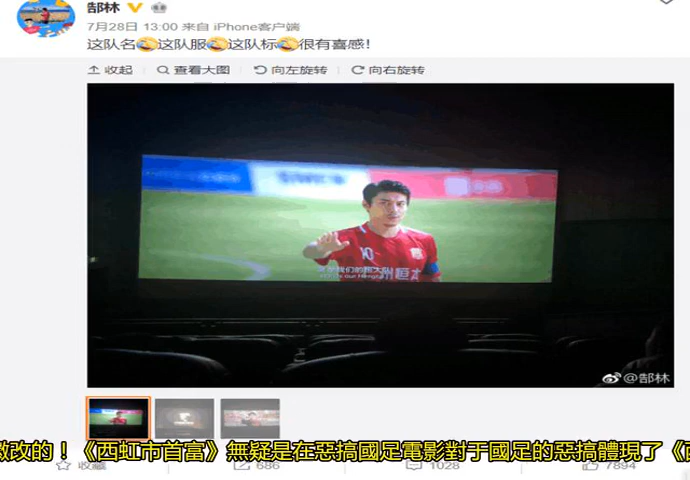 郜林
7月28日 13:00 来自 iPhone客户端
这队名这队服这队标很有喜感！
收起 查看大图 向左旋转 向右旋转
10
@郜林
改的！《西虹市首富》無疑是在惡搞國足電影對于國足的惡搞體現了《
收藏 686 1028 7894